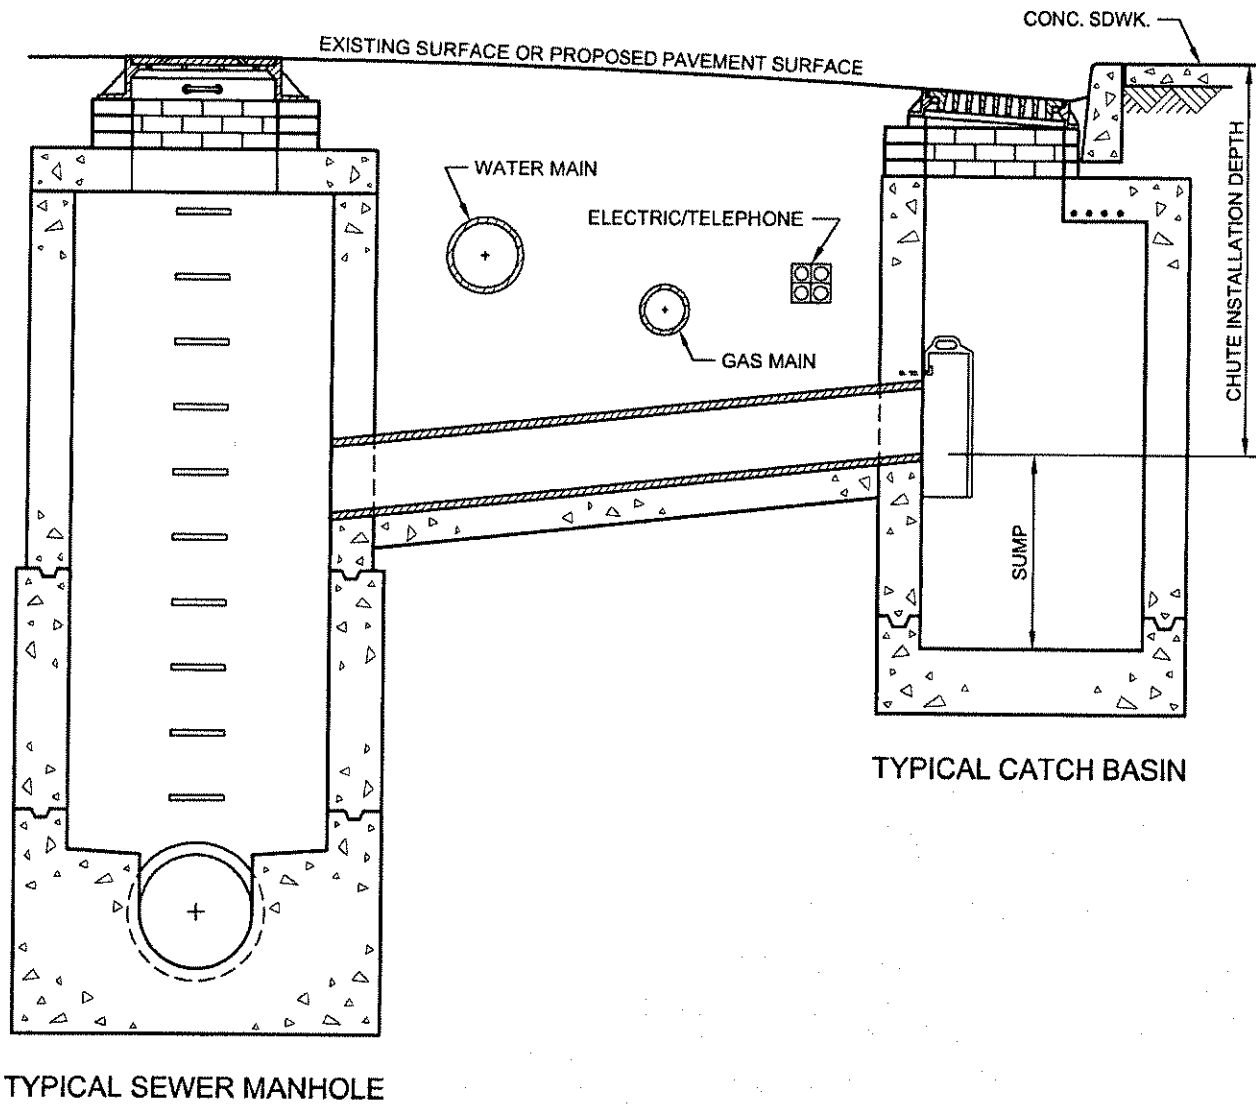 CONC. SDWK.
EXISTING SURFACE OR PROPOSED PAVEMENT SURFACE
WATER MAIN
ELECTRIC/TELEPHONE
GAS MAIN
CHUTE INSTALLATION DEPTH
SUMP
TYPICAL CATCH BASIN
TYPICAL SEWER MANHOLE